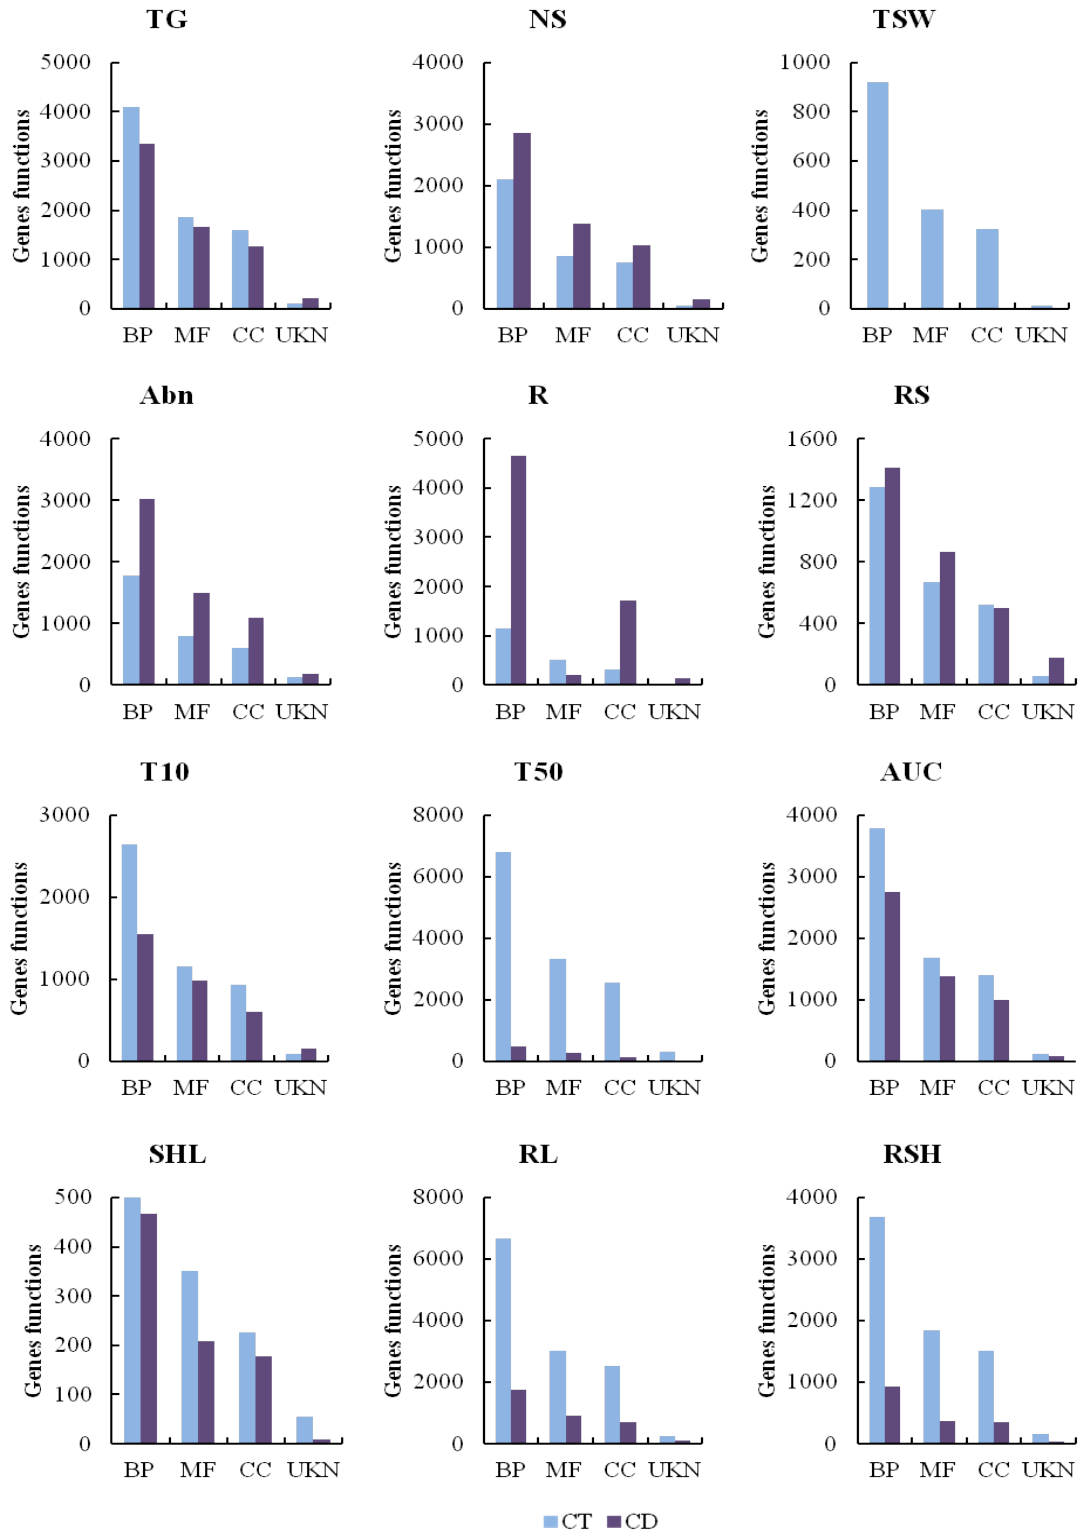 TG NS TSW
5000
4000
3000
2000
1000
0
Genes functions
BP MF CC UKN
4000
3000
2000
1000
0
Genes functions
BP MF CC UKN
1000
800
600
400
200
0
Genes functions
BP MF CC UKN
Abn R RS
4000
3000
2000
1000
0
Genes functions
BP MF CC UKN
5000
4000
3000
2000
1000
0
Genes functions
BP MF CC UKN
1600
1200
800
400
0
Genes functions
BP MF CC UKN
T10 T50 AUC
3000
2000
1000
0
Genes functions
BP MF CC UKN
8000
6000
4000
2000
0
Genes functions
BP MF CC UKN
4000
3000
2000
1000
0
Genes functions
BP MF CC UKN
SHL RL RSH
500
400
300
200
100
0
Genes functions
BP MF CC UKN
8000
6000
4000
2000
0
Genes functions
BP MF CC UKN
4000
3000
2000
1000
0
Genes functions
BP MF CC UKN
CT CD